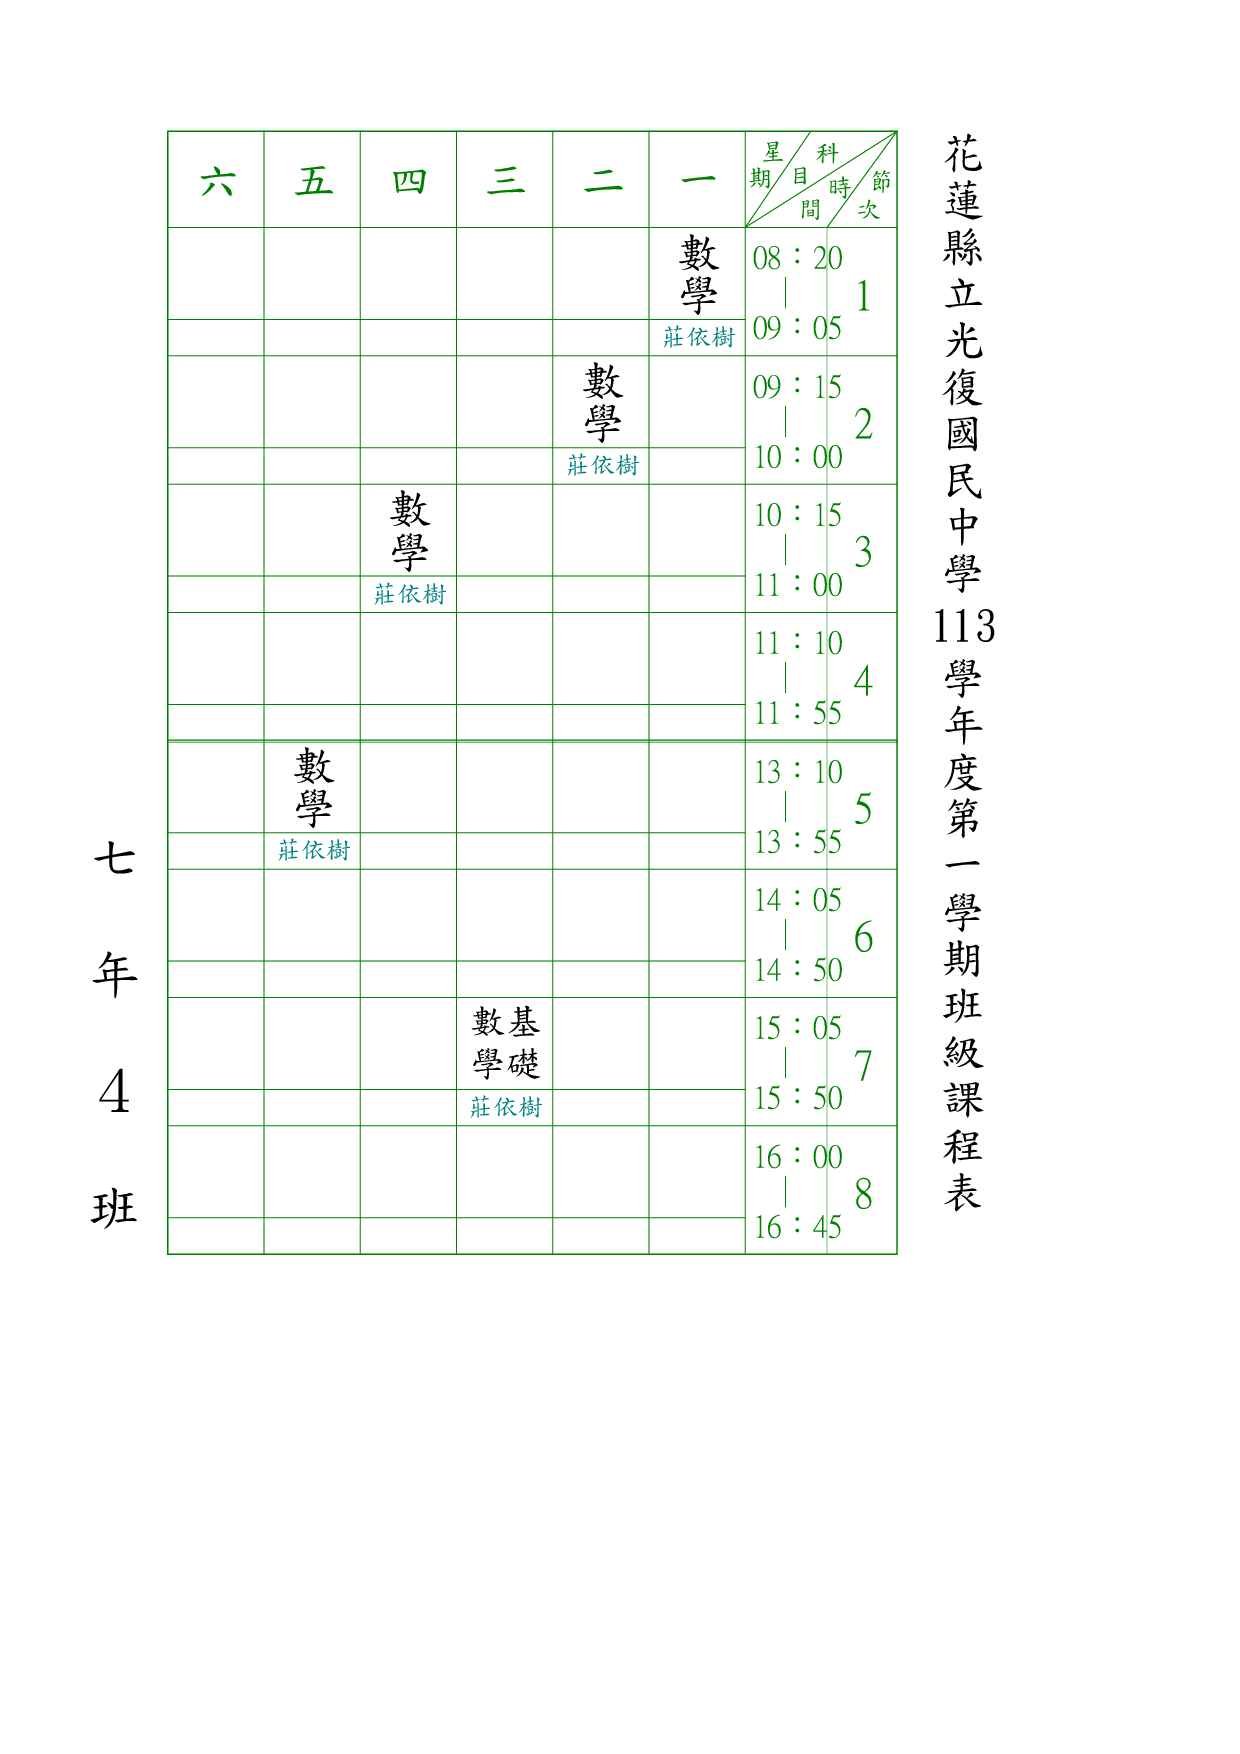 花蓮縣立光復國民中學113學年度第一學期班級課程表
六 五 四 三 二 一 星期 科目 時間 節次
數學
莊依樹
08：20｜09：05 1
數學
莊依樹
09：15｜10：00 2
數學
莊依樹
10：15｜11：00 3
11：10｜11：55 4
數學
莊依樹
13：10｜13：55 5
14：05｜14：50 6
基礎數學
莊依樹
15：05｜15：50 7
16：00｜16：45 8
七年4班